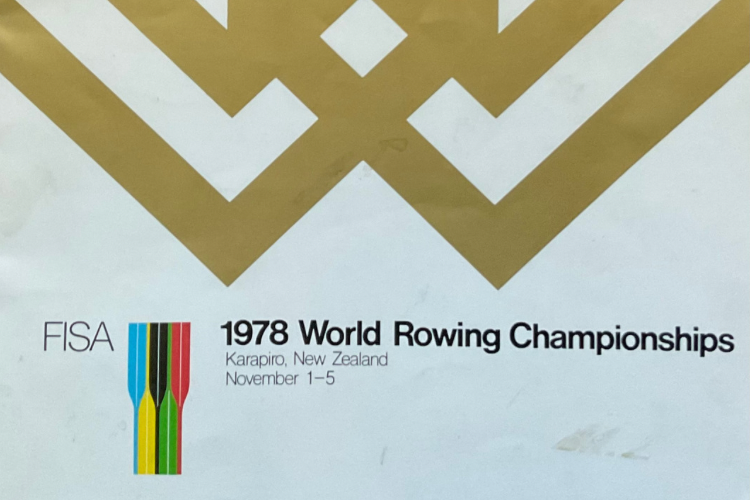 FISA
1978 World Rowing Championships
Karapiro, New Zealand
November 1–5